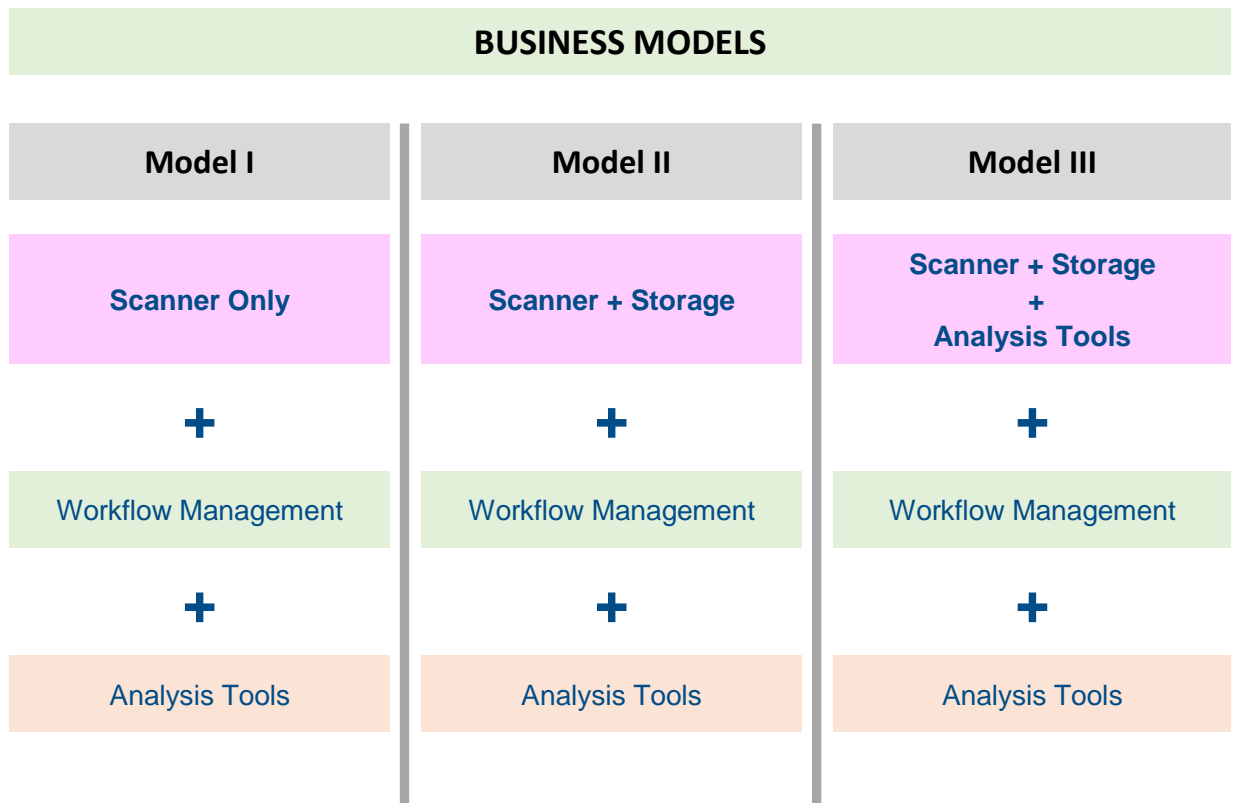 BUSINESS MODELS
Model I
Scanner Only
+
Workflow Management
+
Analysis Tools
Model II
Scanner + Storage
+
Workflow Management
+
Analysis Tools
Model III
Scanner + Storage
+
Analysis Tools
+
Workflow Management
+
Analysis Tools